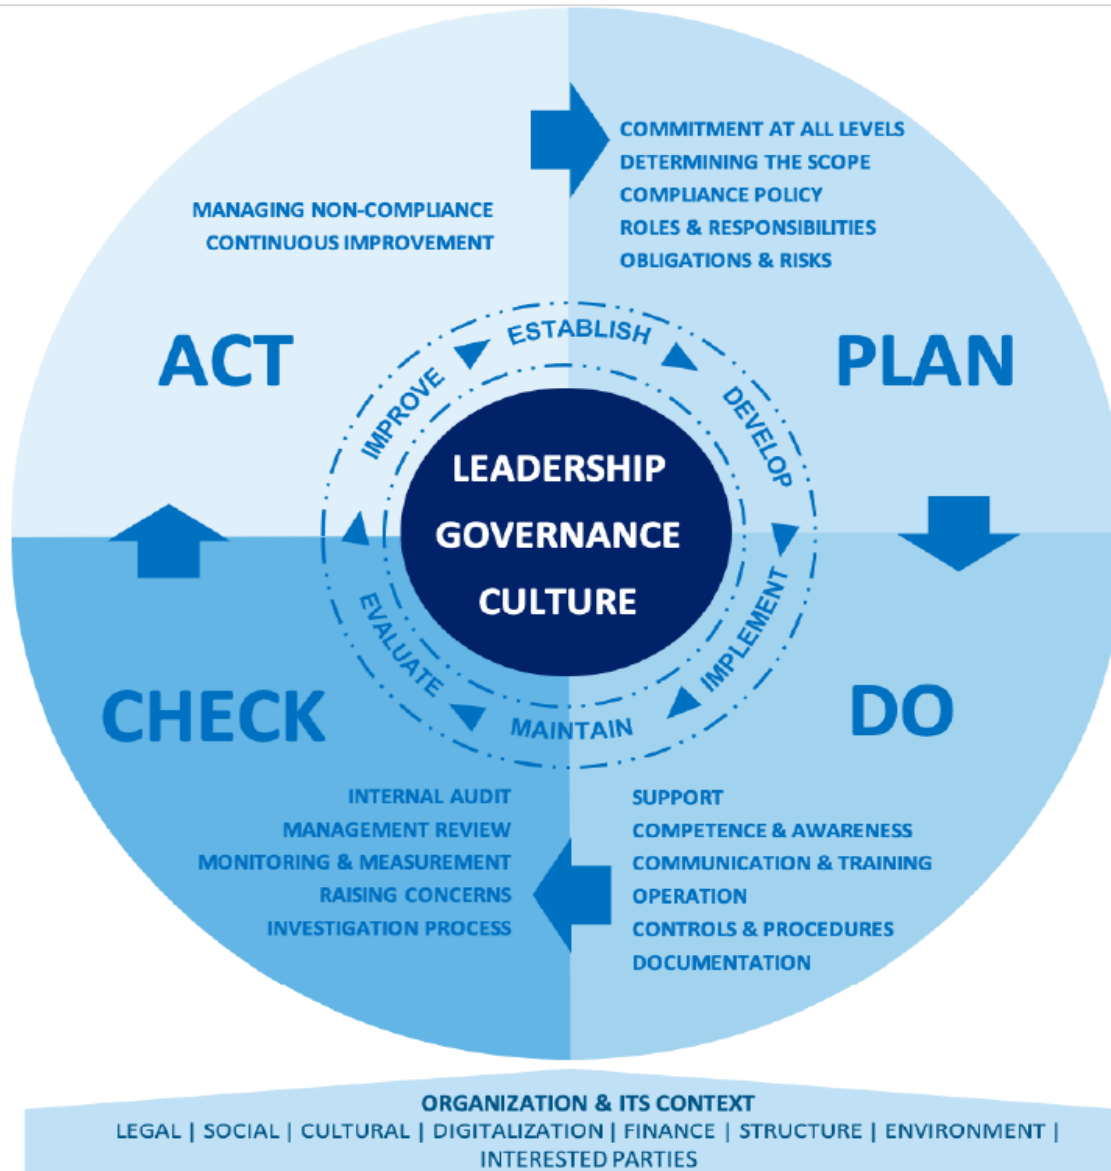 COMMITMENT AT ALL LEVELS
DETERMINING THE SCOPE
COMPLIANCE POLICY
ROLES & RESPONSIBILITIES
OBLIGATIONS & RISKS
MANAGING NON-COMPLIANCE
CONTINUOUS IMPROVEMENT
ACT
PLAN
ESTABLISH
DEVELOP
IMPLEMENT
MAINTAIN
EVALUATE
IMPROVE
LEADERSHIP
GOVERNANCE
CULTURE
CHECK
DO
INTERNAL AUDIT
MANAGEMENT REVIEW
MONITORING & MEASUREMENT
RAISING CONCERNS
INVESTIGATION PROCESS
SUPPORT
COMPETENCE & AWARENESS
COMMUNICATION & TRAINING
OPERATION
CONTROLS & PROCEDURES
DOCUMENTATION
ORGANIZATION & ITS CONTEXT
LEGAL | SOCIAL | CULTURAL | DIGITALIZATION | FINANCE | STRUCTURE | ENVIRONMENT |
INTERESTED PARTIES